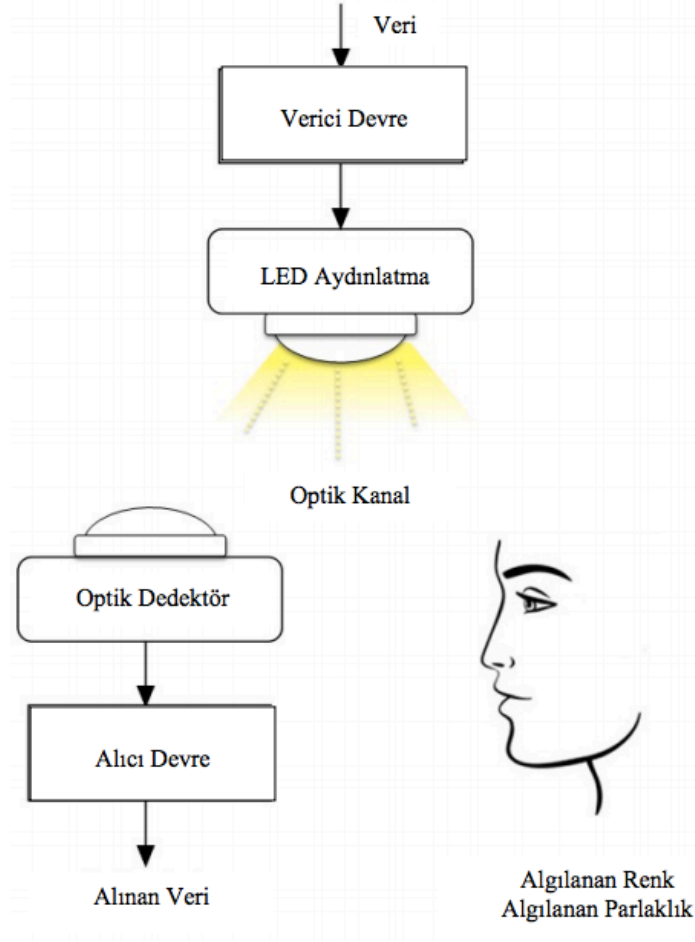 Veri
Verici Devre
LED Aydınlatma
Optik Kanal
Optik Dedektör
Alıcı Devre
Alınan Veri
Algılanan Renk
Algılanan Parlaklık